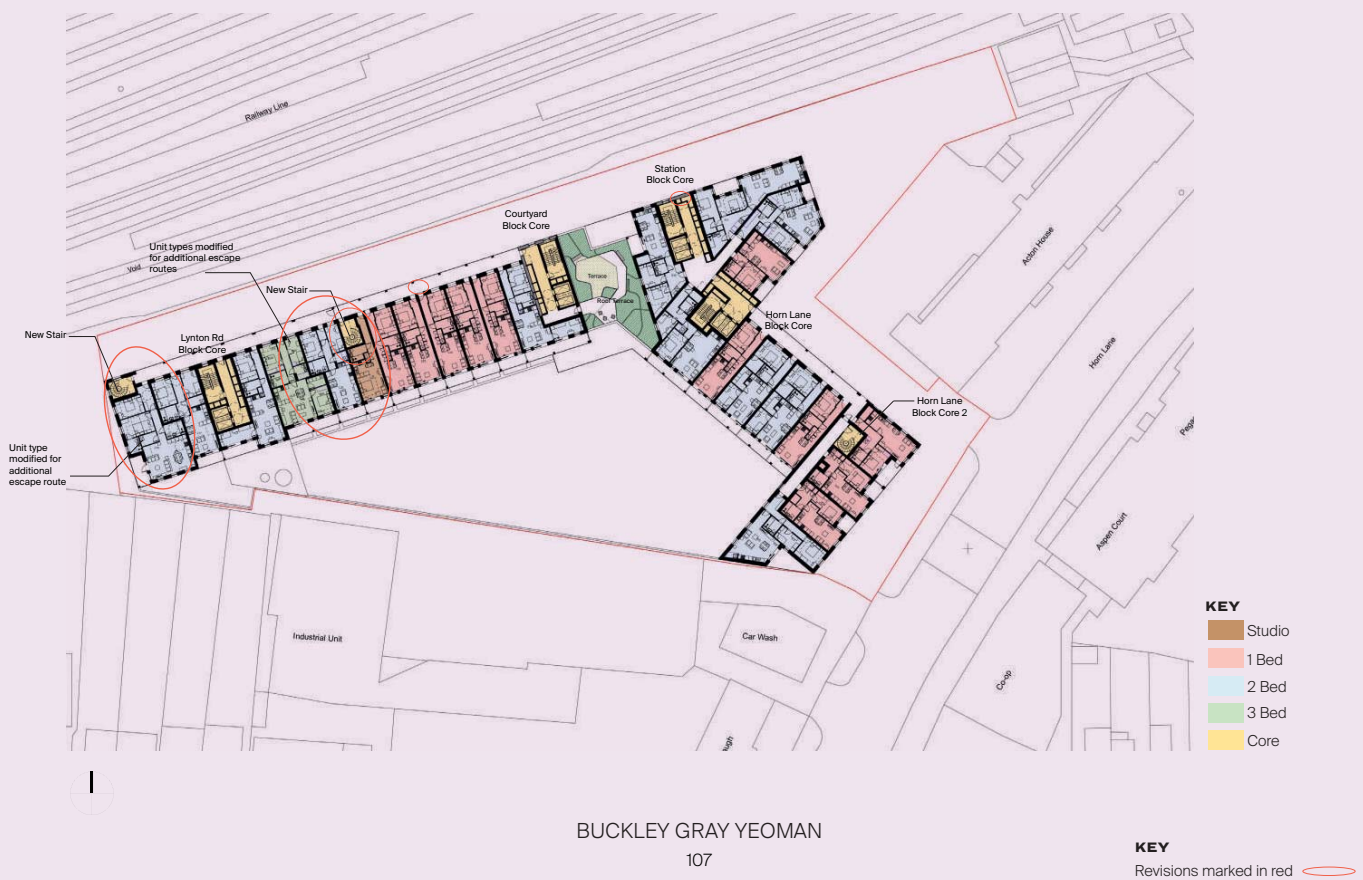 Railway Line
Station
Block Core
Courtyard
Block Core
Unit types modified
for additional escape
routes
Void
New Stair
Terrace
Roof Terrace
Acton House
Horn Lane
Block Core
New Stair
Lynton Rd
Block Core
Horn Lane
Horn Lane
Block Core 2
Unit type
modified for
additional
escape route
Aspen Court
Industrial Unit
Car Wash
Co-op
KEY
Studio
1 Bed
2 Bed
3 Bed
Core
BUCKLEY GRAY YEOMAN
107
KEY
Revisions marked in red